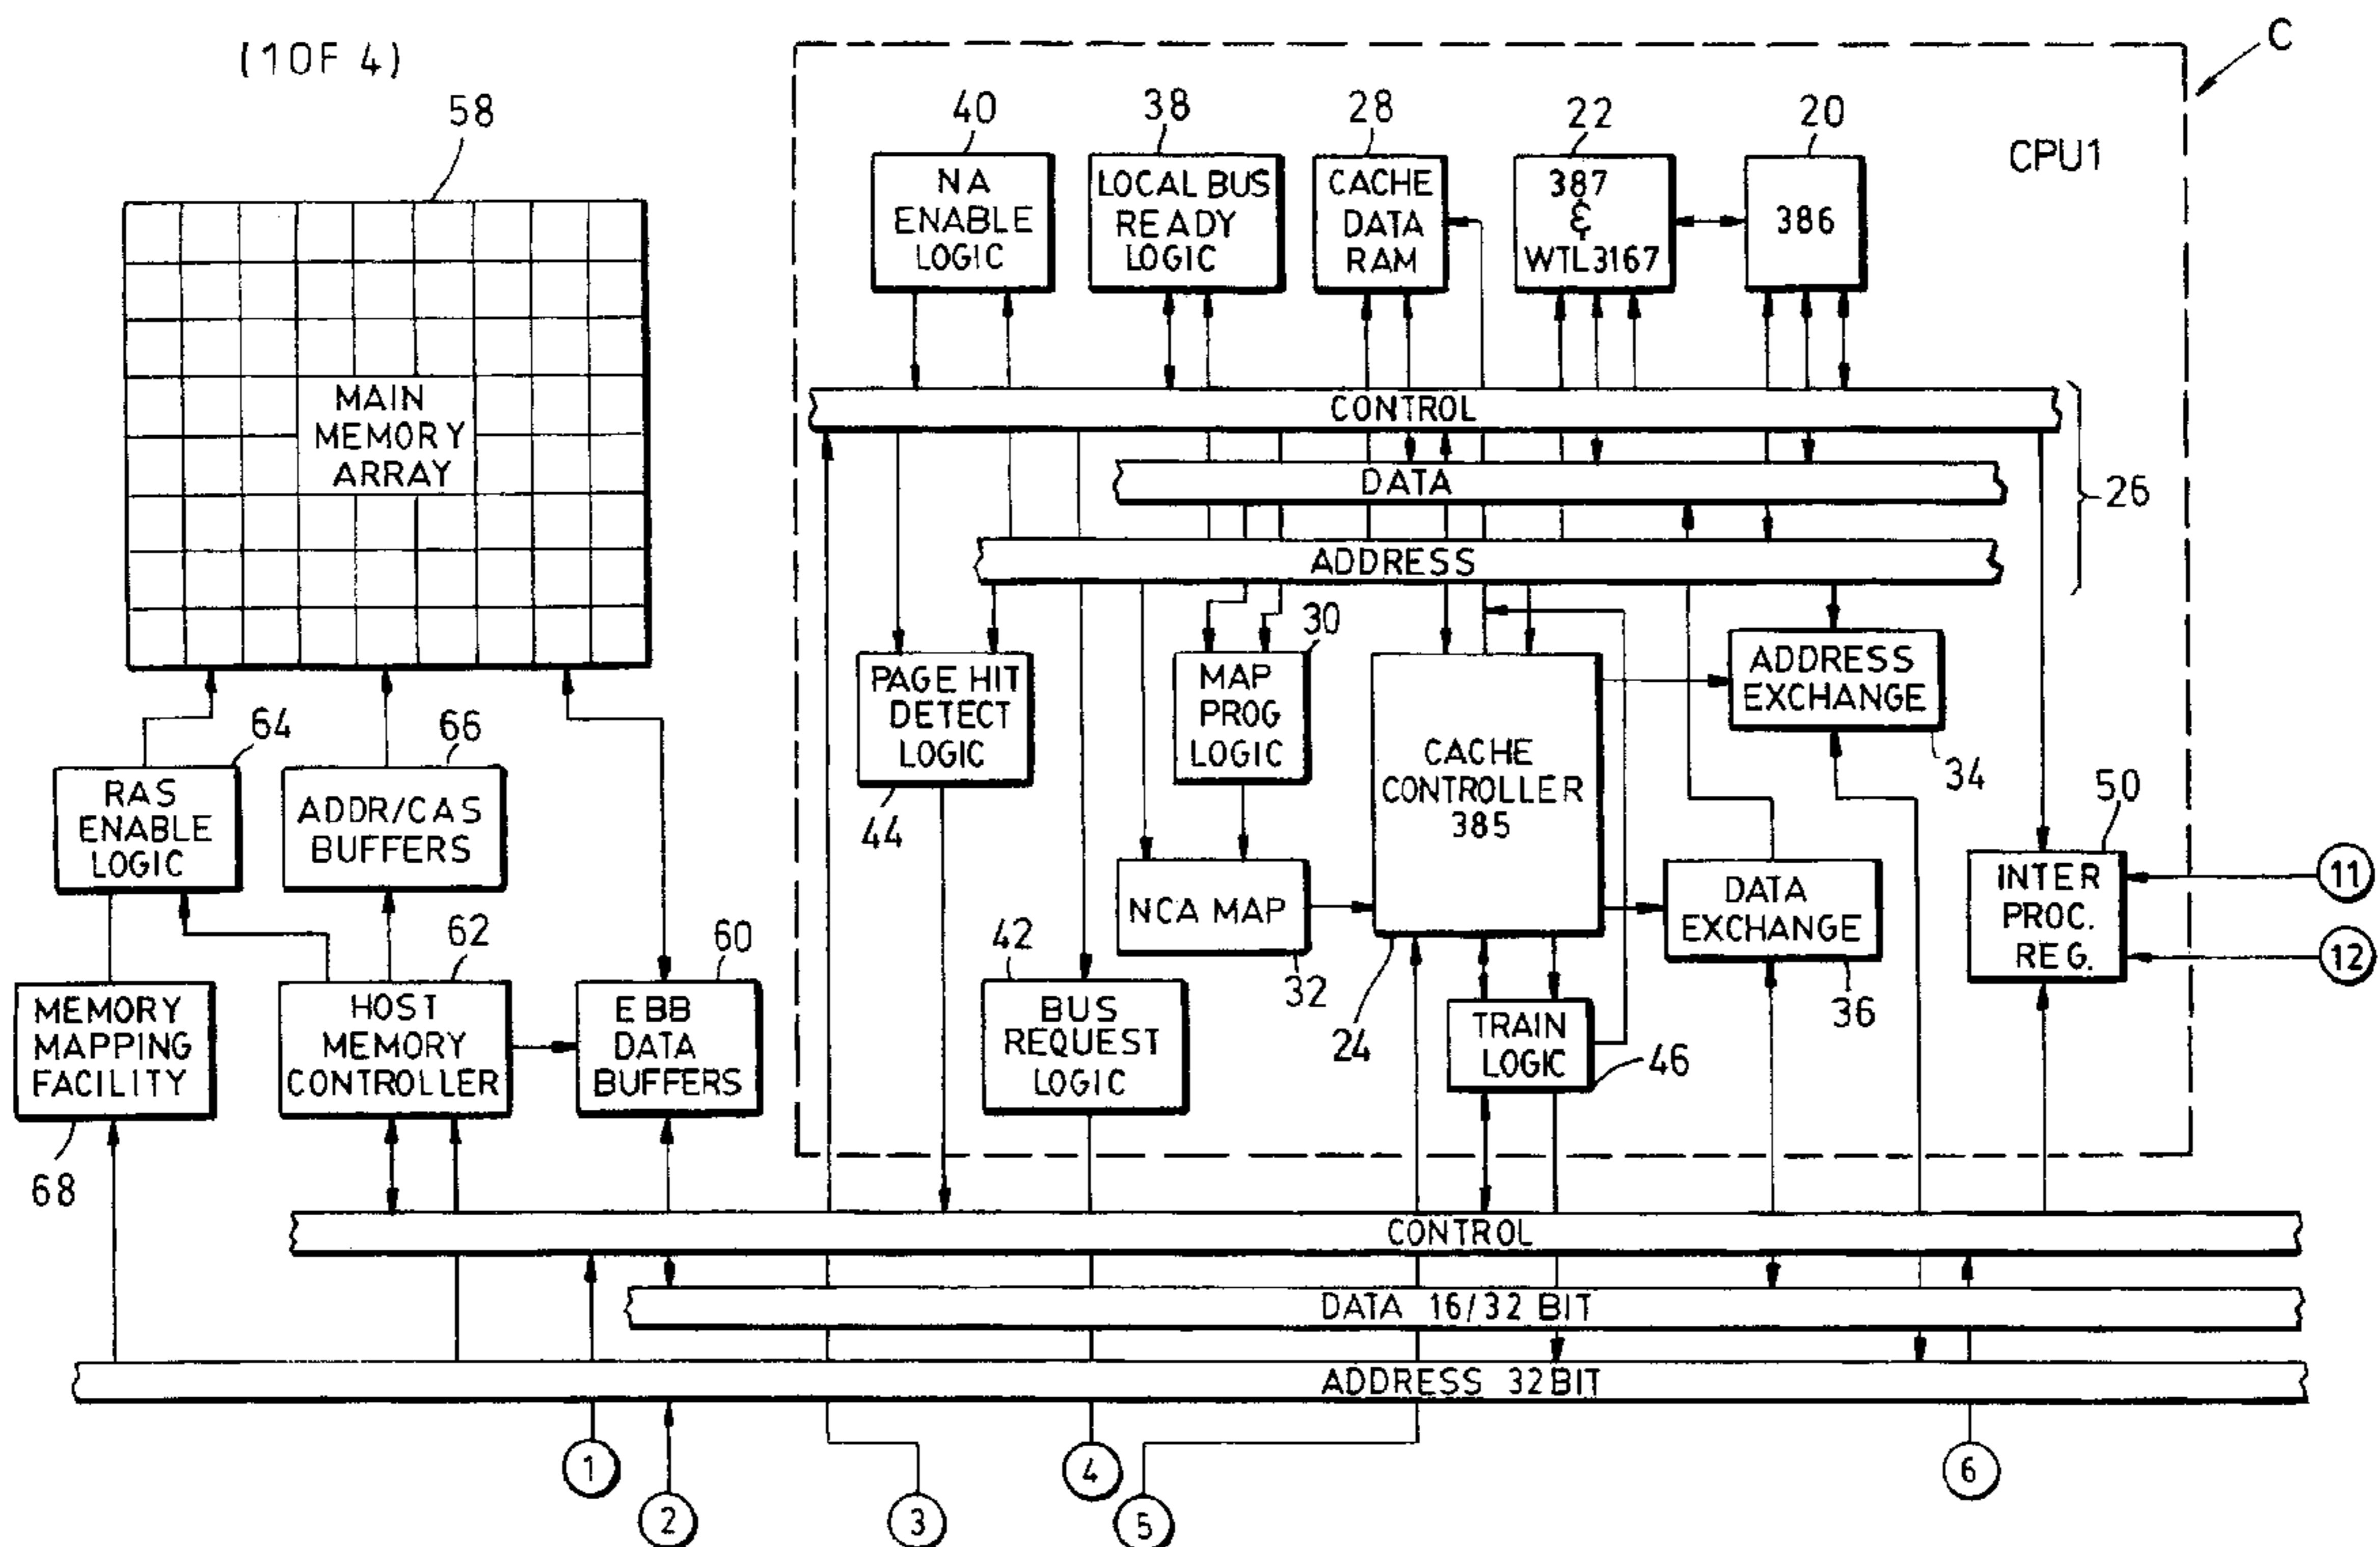 (1 OF 4)
C
58
40
38
28
22
20
CPU1
NA
ENABLE
LOGIC
LOCAL BUS
READY
LOGIC
CACHE
DATA
RAM
387
&
WTL3167
386
MAIN
MEMORY
ARRAY
CONTROL
DATA
26
ADDRESS
30
PAGE HIT
DETECT
LOGIC
44
MAP
PROG
LOGIC
CACHE
CONTROLLER
385
ADDRESS
EXCHANGE
34
64
66
RAS
ENABLE
LOGIC
ADDR/CAS
BUFFERS
50
NCA MAP
32
DATA
EXCHANGE
36
INTER
PROC.
REG.
11
12
62
60
42
24
MEMORY
MAPPING
FACILITY
68
HOST
MEMORY
CONTROLLER
EBB
DATA
BUFFERS
BUS
REQUEST
LOGIC
TRAIN
LOGIC
46
CONTROL
DATA 16/32 BIT
ADDRESS 32BIT
1
2
3
4
5
6